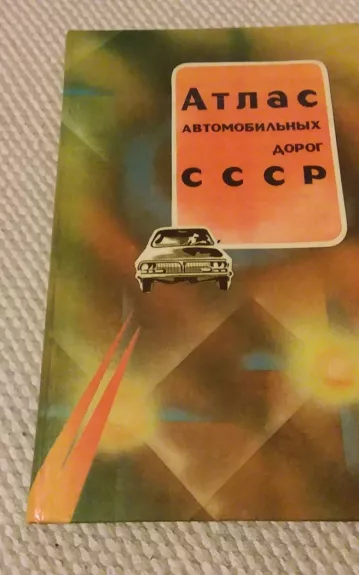 Атлас
автомобильных
дорог
СССР